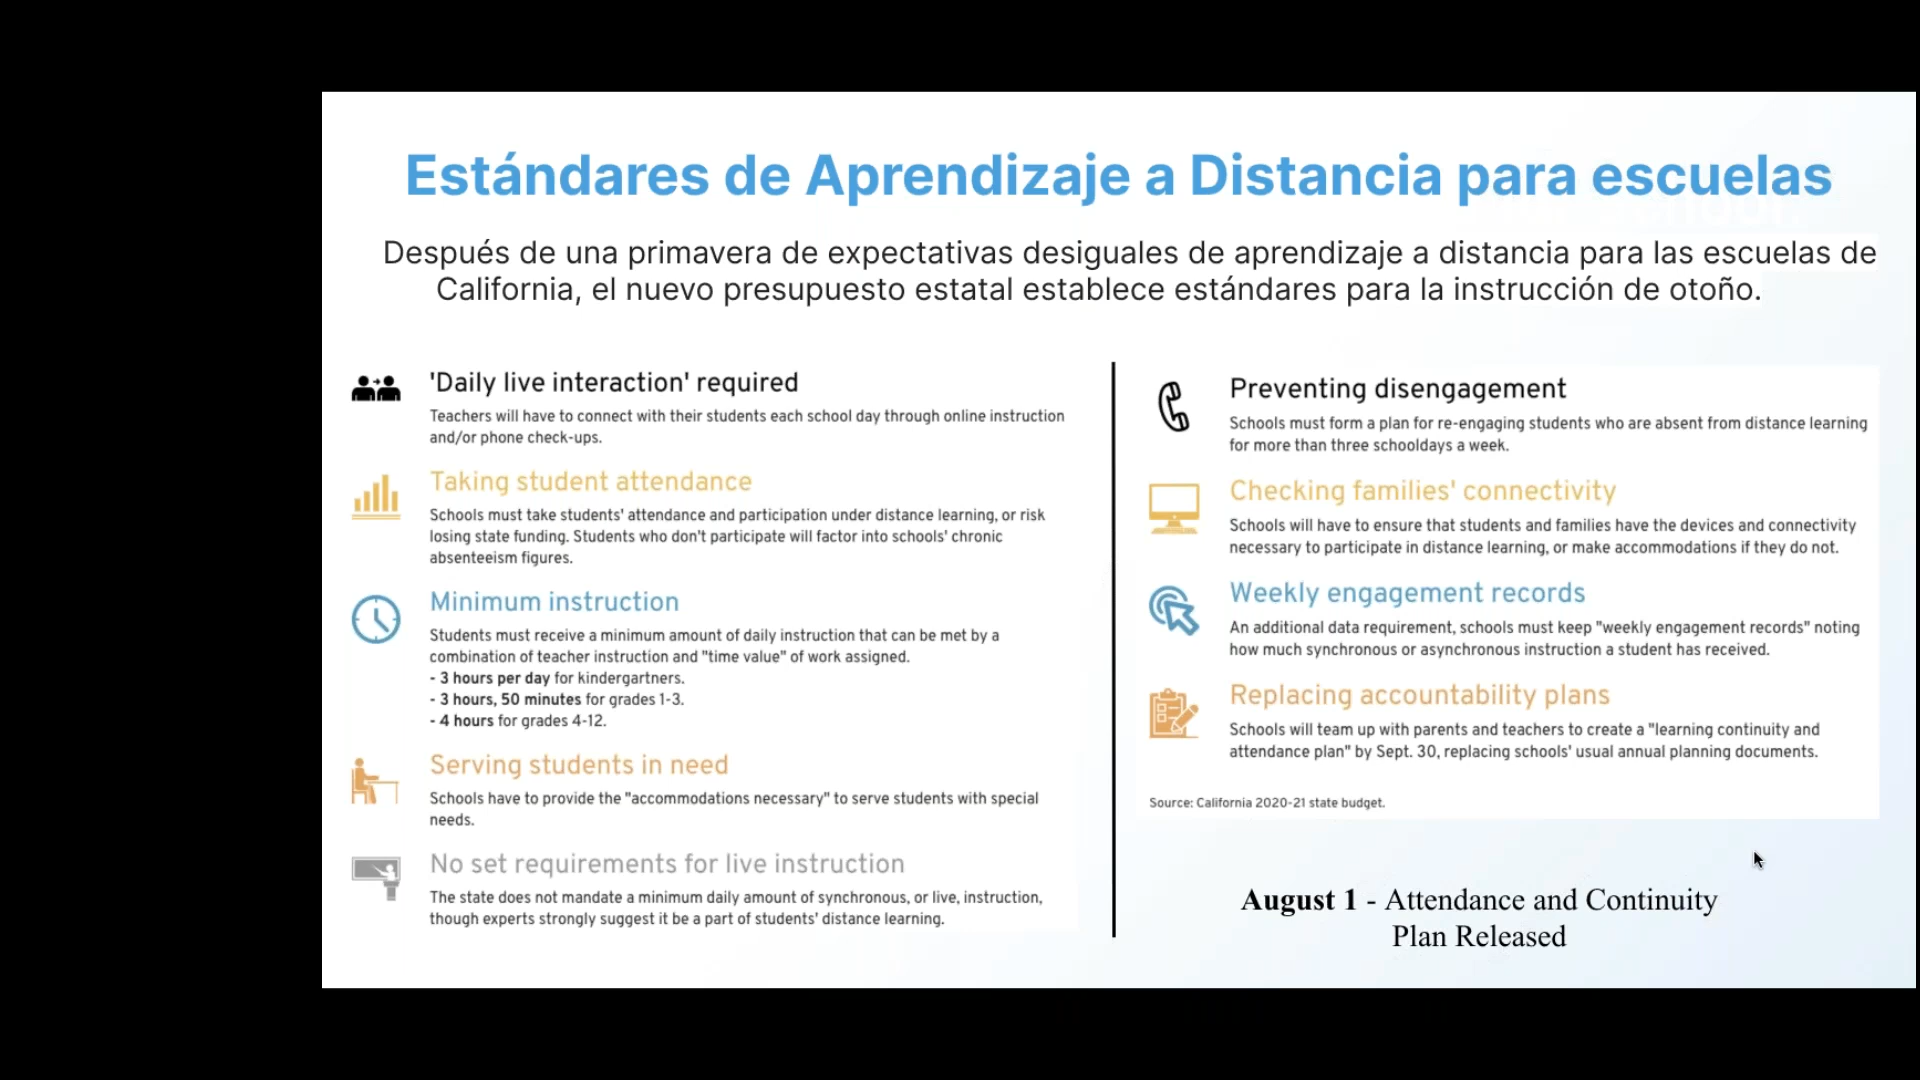 Estándares de Aprendizaje a Distancia para escuelas
Después de una primavera de expectativas desiguales de aprendizaje a distancia para las escuelas de
California, el nuevo presupuesto estatal establece estándares para la instrucción de otoño.
'Daily live interaction' required
Teachers will have to connect with their students each school day through online instruction
and/or phone check-ups.
Taking student attendance
Schools must take students' attendance and participation under distance learning, or risk
losing state funding. Students who don't participate will factor into schools' chronic
absenteeism figures.
Minimum instruction
Students must receive a minimum amount of daily instruction that can be met by a
combination of teacher instruction and "time value" of work assigned.
- 3 hours per day for kindergartners.
- 3 hours, 50 minutes for grades 1-3.
- 4 hours for grades 4-12.
Serving students in need
Schools have to provide the "accommodations necessary" to serve students with special
needs.
No set requirements for live instruction
The state does not mandate a minimum daily amount of synchronous, or live, instruction,
though experts strongly suggest it be a part of students' distance learning.
Preventing disengagement
Schools must form a plan for re-engaging students who are absent from distance learning
for more than three schooldays a week.
Checking families' connectivity
Schools will have to ensure that students and families have the devices and connectivity
necessary to participate in distance learning, or make accommodations if they do not.
Weekly engagement records
An additional data requirement, schools must keep "weekly engagement records" noting
how much synchronous or asynchronous instruction a student has received.
Replacing accountability plans
Schools will team up with parents and teachers to create a "learning continuity and
attendance plan" by Sept. 30, replacing schools' usual annual planning documents.
Source: California 2020-21 state budget.
August 1 - Attendance and Continuity
Plan Released